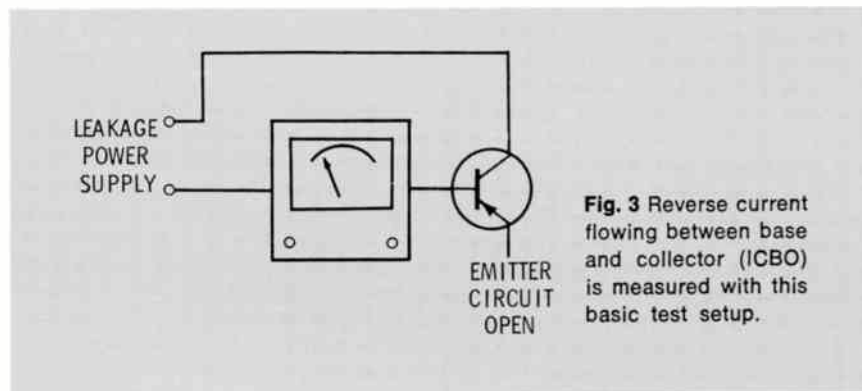 LEAKAGE
POWER
SUPPLY
EMITTER
CIRCUIT
OPEN
Fig. 3 Reverse current
flowing between base
and collector (ICBO)
is measured with this
basic test setup.